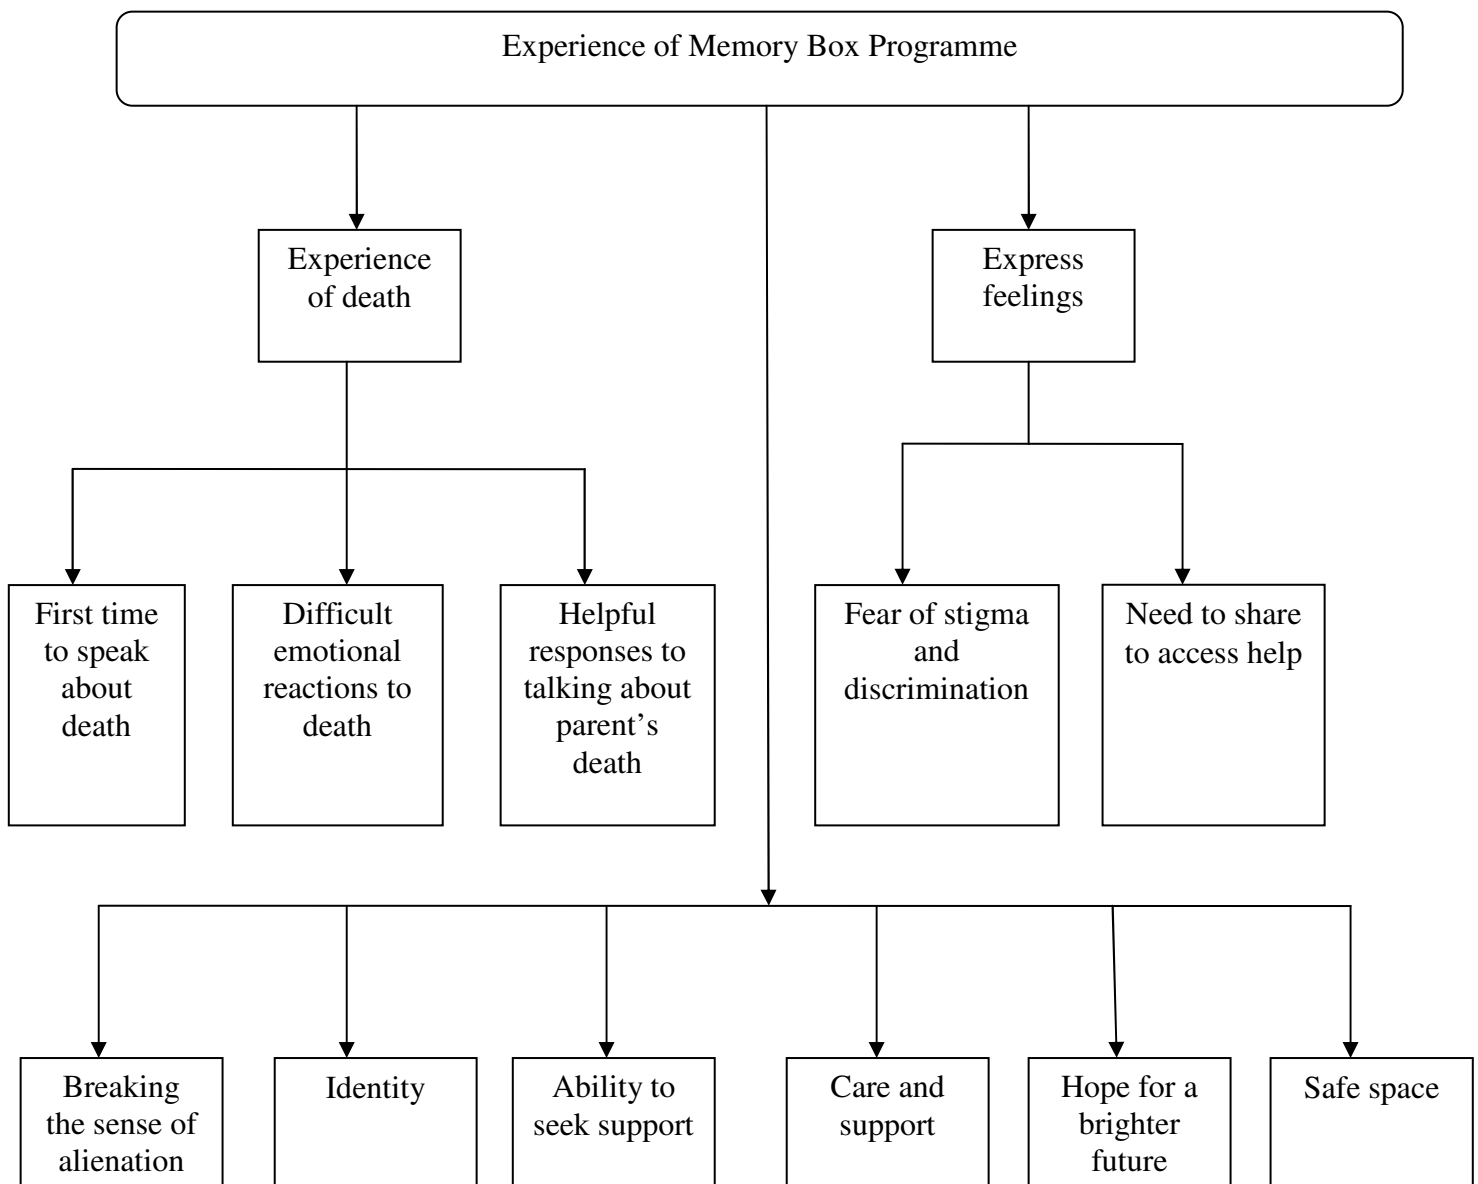 Experience of Memory Box Programme
Experience
of death
Express
feelings
First time
to speak
about
death
Difficult
emotional
reactions to
death
Helpful
responses to
talking about
parent’s
death
Fear of stigma
and
discrimination
Need to share
to access help
Breaking
the sense of
alienation
Identity
Ability to
seek support
Care and
support
Hope for a
brighter
future
Safe space